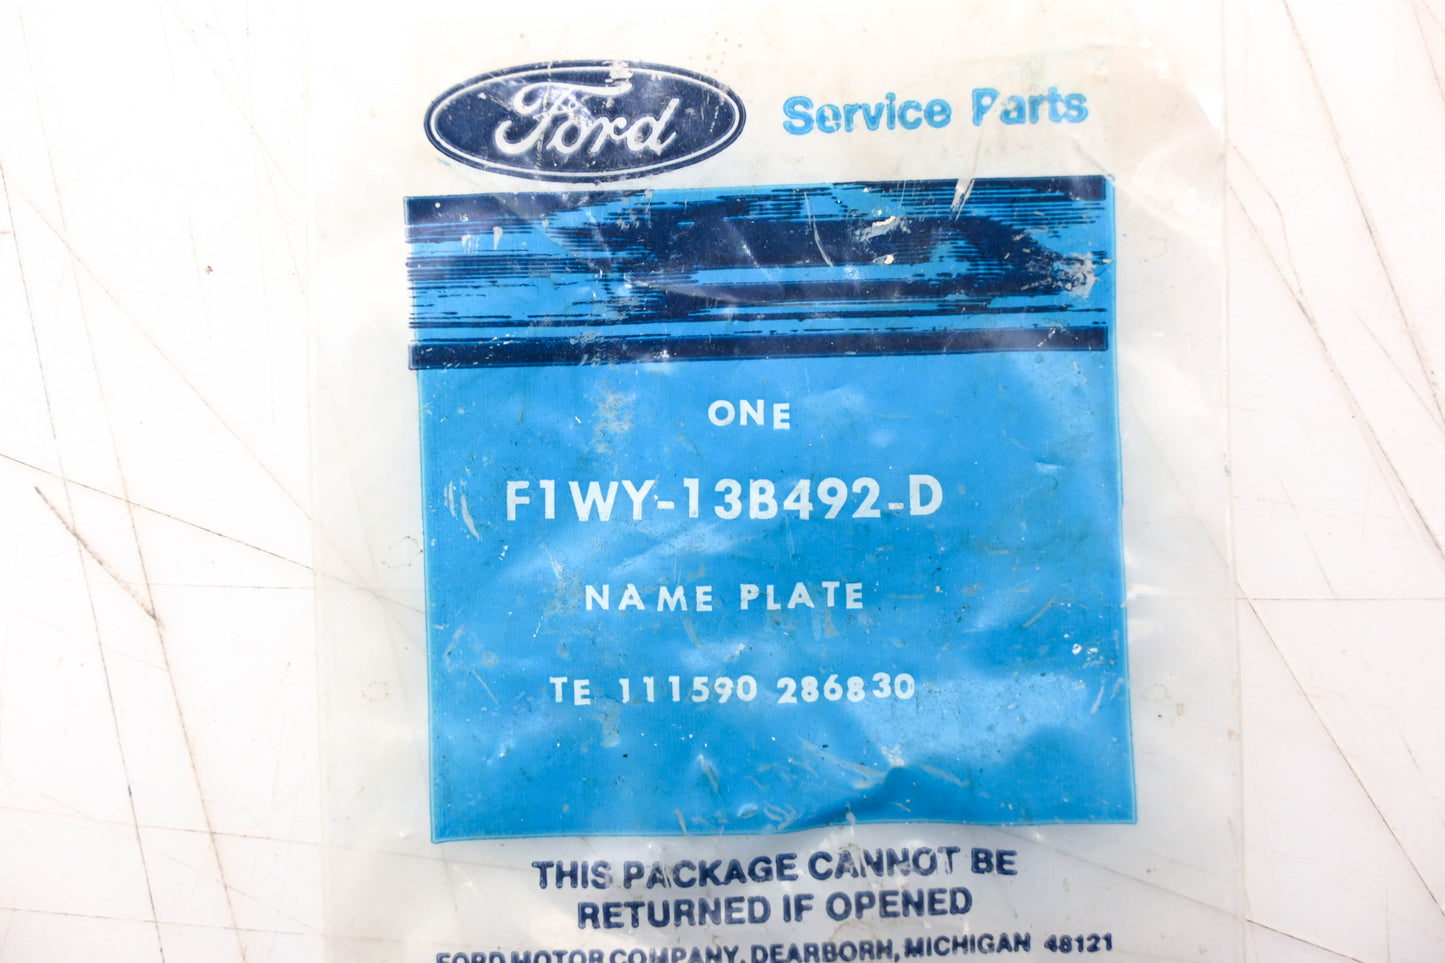 Ford Service Parts
ONE
F1WY-13B492-D
NAME PLATE
TE 111590 286830
THIS PACKAGE CANNOT BE
RETURNED IF OPENED
FORD MOTOR COMPANY, DEARBORN, MICHIGAN 48121